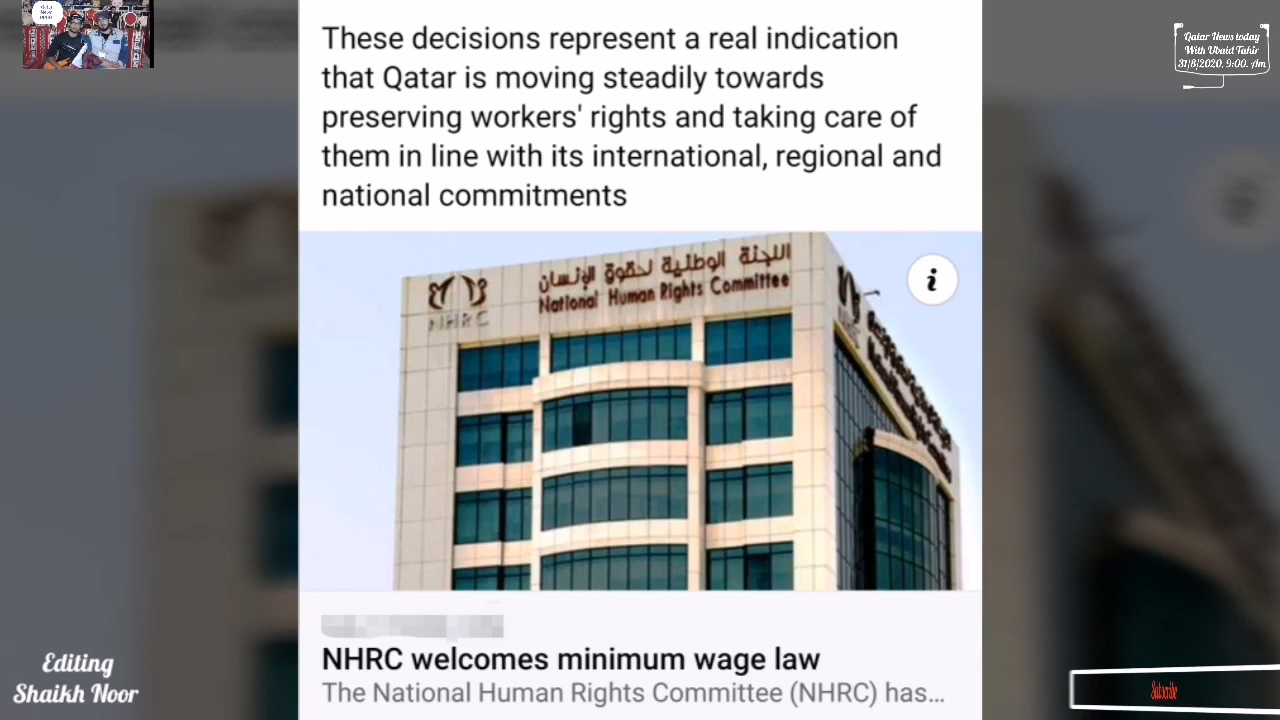 Qatar News today
With Ubaid Tahir
31/8/2020, 9:00. Am
These decisions represent a real indication
that Qatar is moving steadily towards
preserving workers' rights and taking care of
them in line with its international, regional and
national commitments
اللجنة الوطنية لحقوق الإنسان
National Human Rights Committee
NHRC
i
NHRC welcomes minimum wage law
The National Human Rights Committee (NHRC) has...
Editing
Shaikh Noor
Subscribe